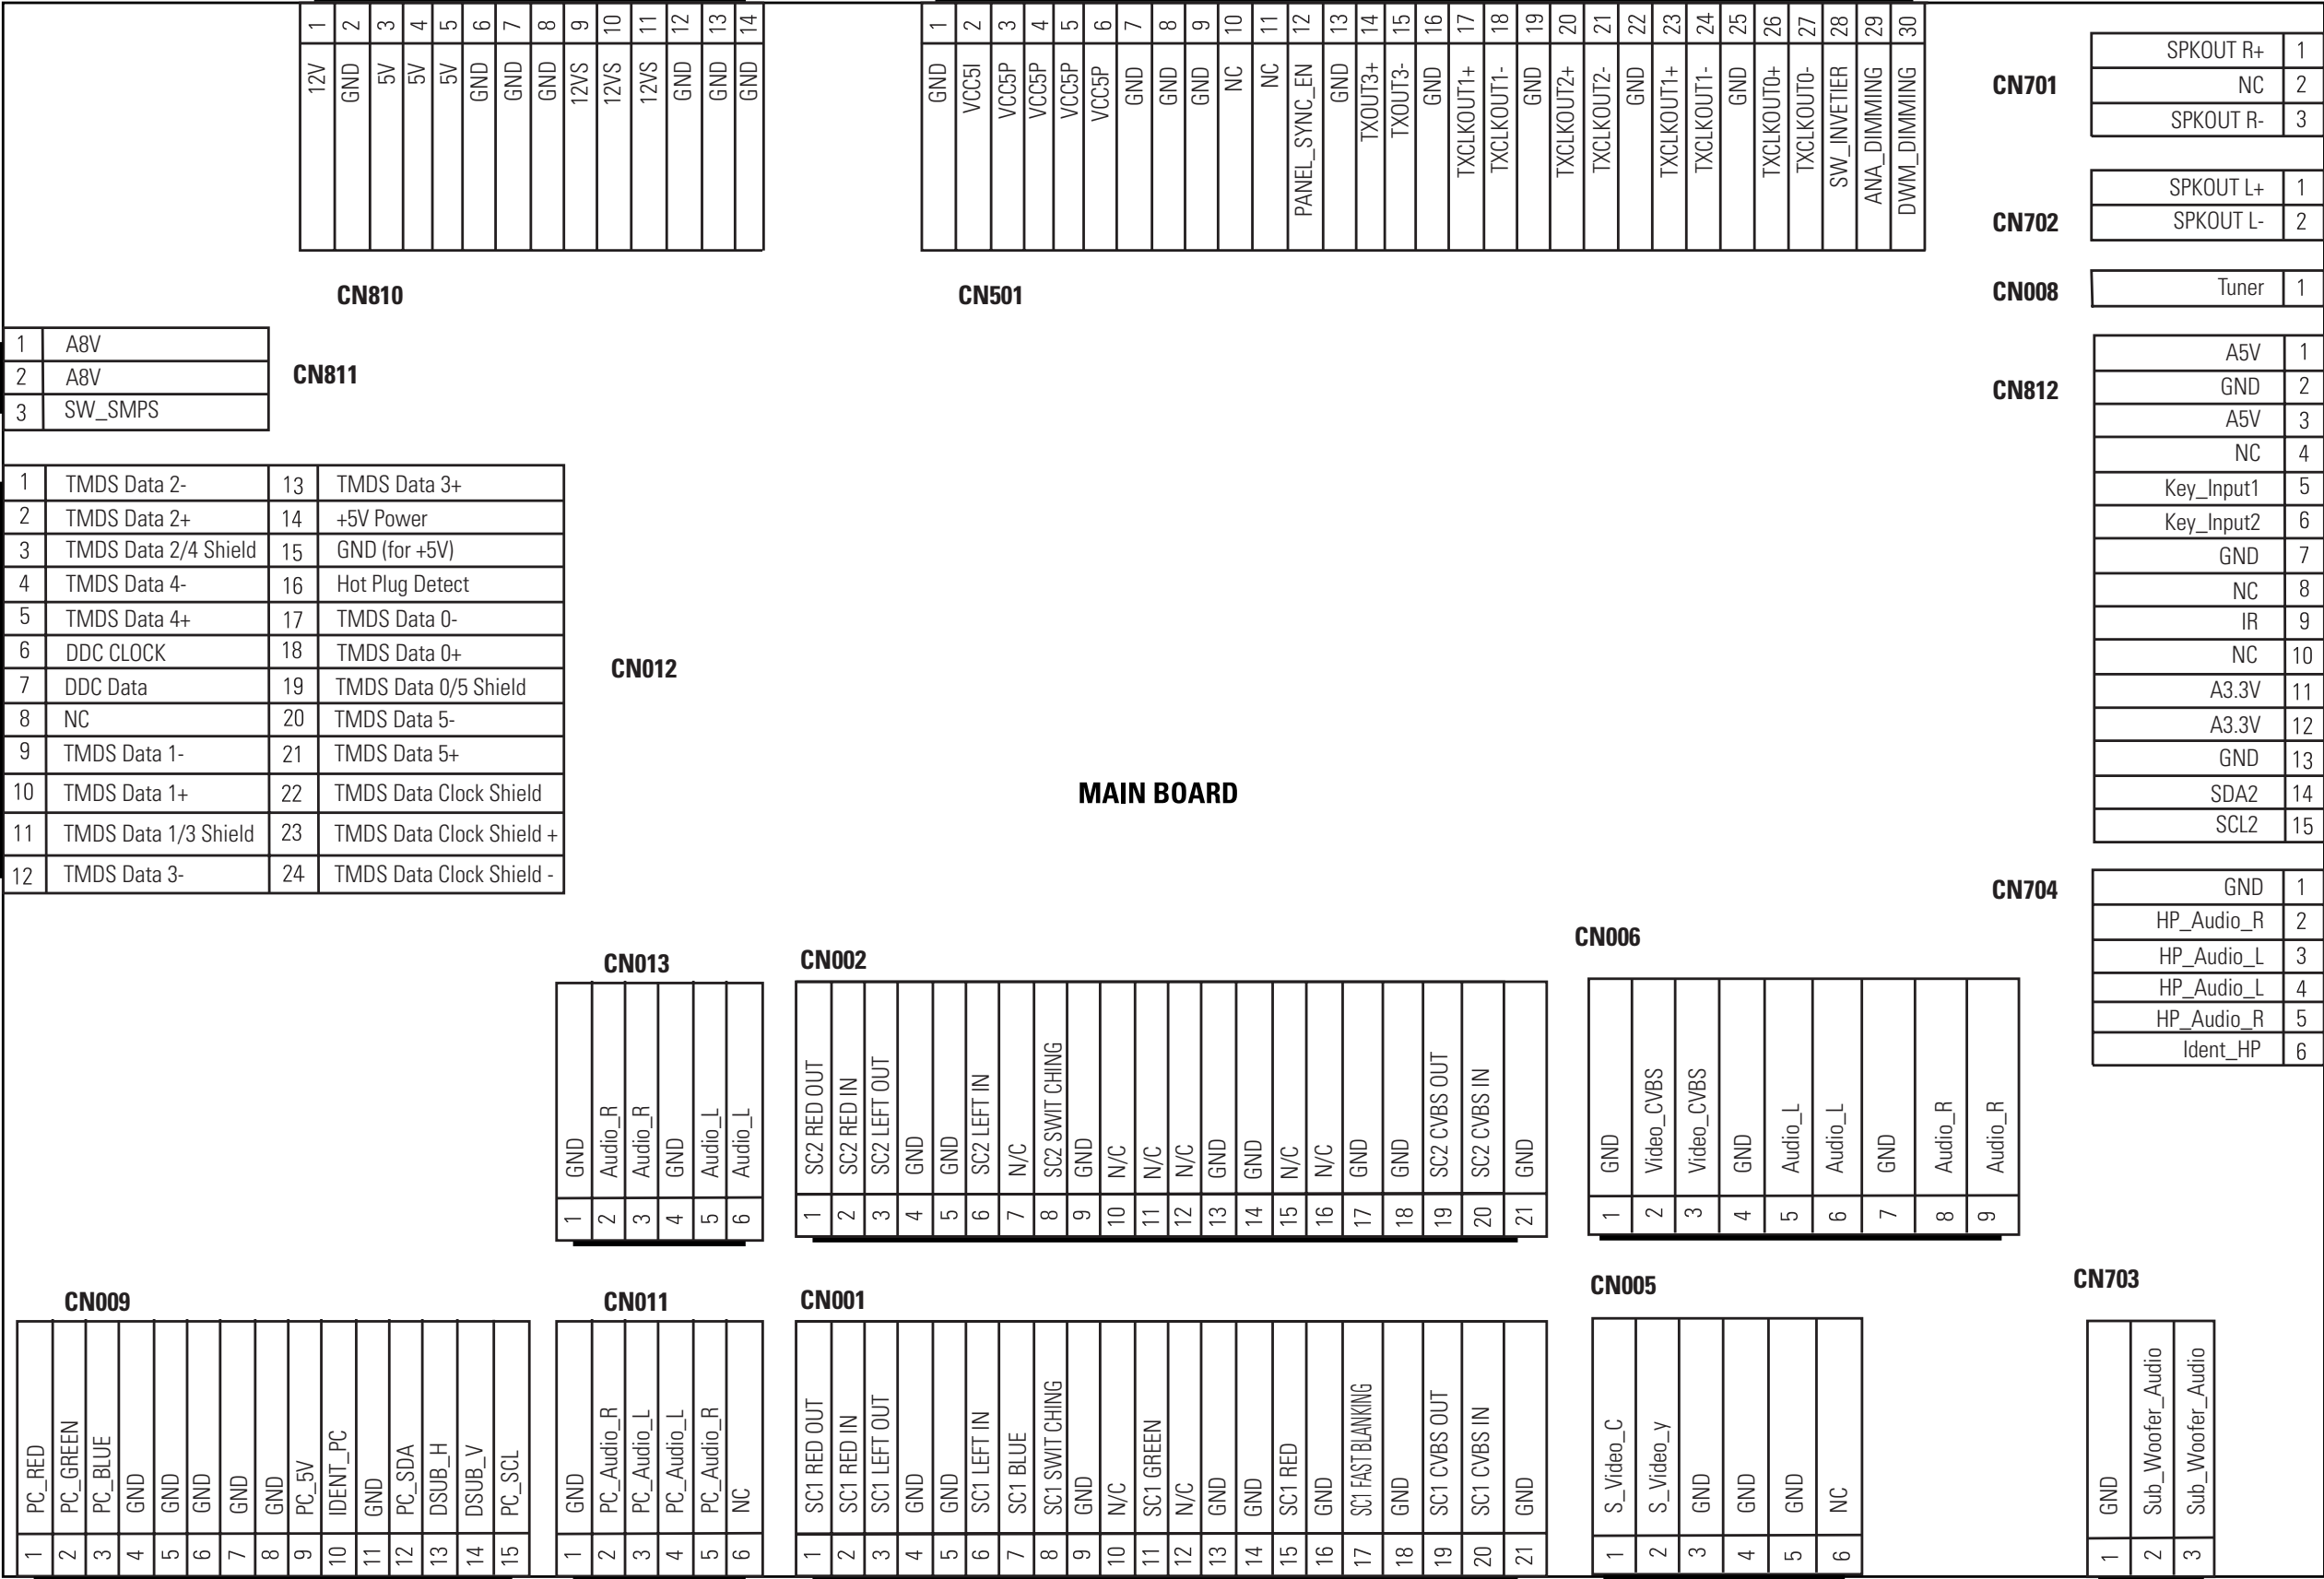 1 2 3 4 5 6 7 8 9 10 11 12 13 14
12V GND 5V 5V 5V GND GND GND 12VS 12VS 12VS GND GND GND
CN810
1 2 3 4 5 6 7 8 9 10 11 12 13 14 15 16 17 18 19 20 21 22 23 24 25 26 27 28 29 30
GND VCC5I VCC5P VCC5P VCC5P VCC5P GND GND GND NC NC PANEL_SYNC_EN GND TXOUT3+ TXOUT3- GND TXCLKOUT1+ TXCLKOUT1- GND TXCLKOUT2+ TXCLKOUT2- GND TXCLKOUT1+ TXCLKOUT1- GND TXCLKOUT0+ TXCLKOUT0- SW_INVETIER ANA_DIMMING DWM_DIMMING
CN501
CN701
SPKOUT R+ 1
NC 2
SPKOUT R- 3
CN702
SPKOUT L+ 1
SPKOUT L- 2
CN008
Tuner 1
1 A8V
2 A8V
3 SW_SMPS
CN811
CN812
A5V 1
GND 2
A5V 3
NC 4
Key_Input1 5
Key_Input2 6
GND 7
NC 8
IR 9
NC 10
A3.3V 11
A3.3V 12
GND 13
SDA2 14
SCL2 15
1 TMDS Data 2- 13 TMDS Data 3+
2 TMDS Data 2+ 14 +5V Power
3 TMDS Data 2/4 Shield 15 GND (for +5V)
4 TMDS Data 4- 16 Hot Plug Detect
5 TMDS Data 4+ 17 TMDS Data 0-
6 DDC CLOCK 18 TMDS Data 0+
7 DDC Data 19 TMDS Data 0/5 Shield
8 NC 20 TMDS Data 5-
9 TMDS Data 1- 21 TMDS Data 5+
10 TMDS Data 1+ 22 TMDS Data Clock Shield
11 TMDS Data 1/3 Shield 23 TMDS Data Clock Shield +
12 TMDS Data 3- 24 TMDS Data Clock Shield -
CN012
MAIN BOARD
CN704
GND 1
HP_Audio_R 2
HP_Audio_L 3
HP_Audio_L 4
HP_Audio_R 5
Ident_HP 6
CN013
GND Audio_R Audio_R GND Audio_L Audio_L
1 2 3 4 5 6
CN002
SC2 RED OUT SC2 RED IN SC2 LEFT OUT GND GND SC2 LEFT IN N/C SC2 SWIT CHING GND N/C N/C N/C GND GND N/C N/C GND GND SC2 CVBS OUT SC2 CVBS IN GND
1 2 3 4 5 6 7 8 9 10 11 12 13 14 15 16 17 18 19 20 21
CN006
GND Video_CVBS Video_CVBS GND Audio_L Audio_L GND Audio_R Audio_R
1 2 3 4 5 6 7 8 9
CN009
PC_RED PC_GREEN PC_BLUE GND GND GND GND GND PC_5V IDENT_PC GND PC_SDA DSUB_H DSUB_V PC_SCL
1 2 3 4 5 6 7 8 9 10 11 12 13 14 15
CN011
GND PC_Audio_R PC_Audio_L PC_Audio_L PC_Audio_R NC
1 2 3 4 5 6
CN001
SC1 RED OUT SC1 RED IN SC1 LEFT OUT GND GND SC1 LEFT IN SC1 BLUE SC1 SWIT CHING GND N/C SC1 GREEN N/C GND GND SC1 RED GND SC1 FAST BLANKING GND SC1 CVBS OUT SC1 CVBS IN GND
1 2 3 4 5 6 7 8 9 10 11 12 13 14 15 16 17 18 19 20 21
CN005
S_Video_C S_Video_y GND GND GND NC
1 2 3 4 5 6
CN703
GND Sub_Woofer_Audio Sub_Woofer_Audio
1 2 3